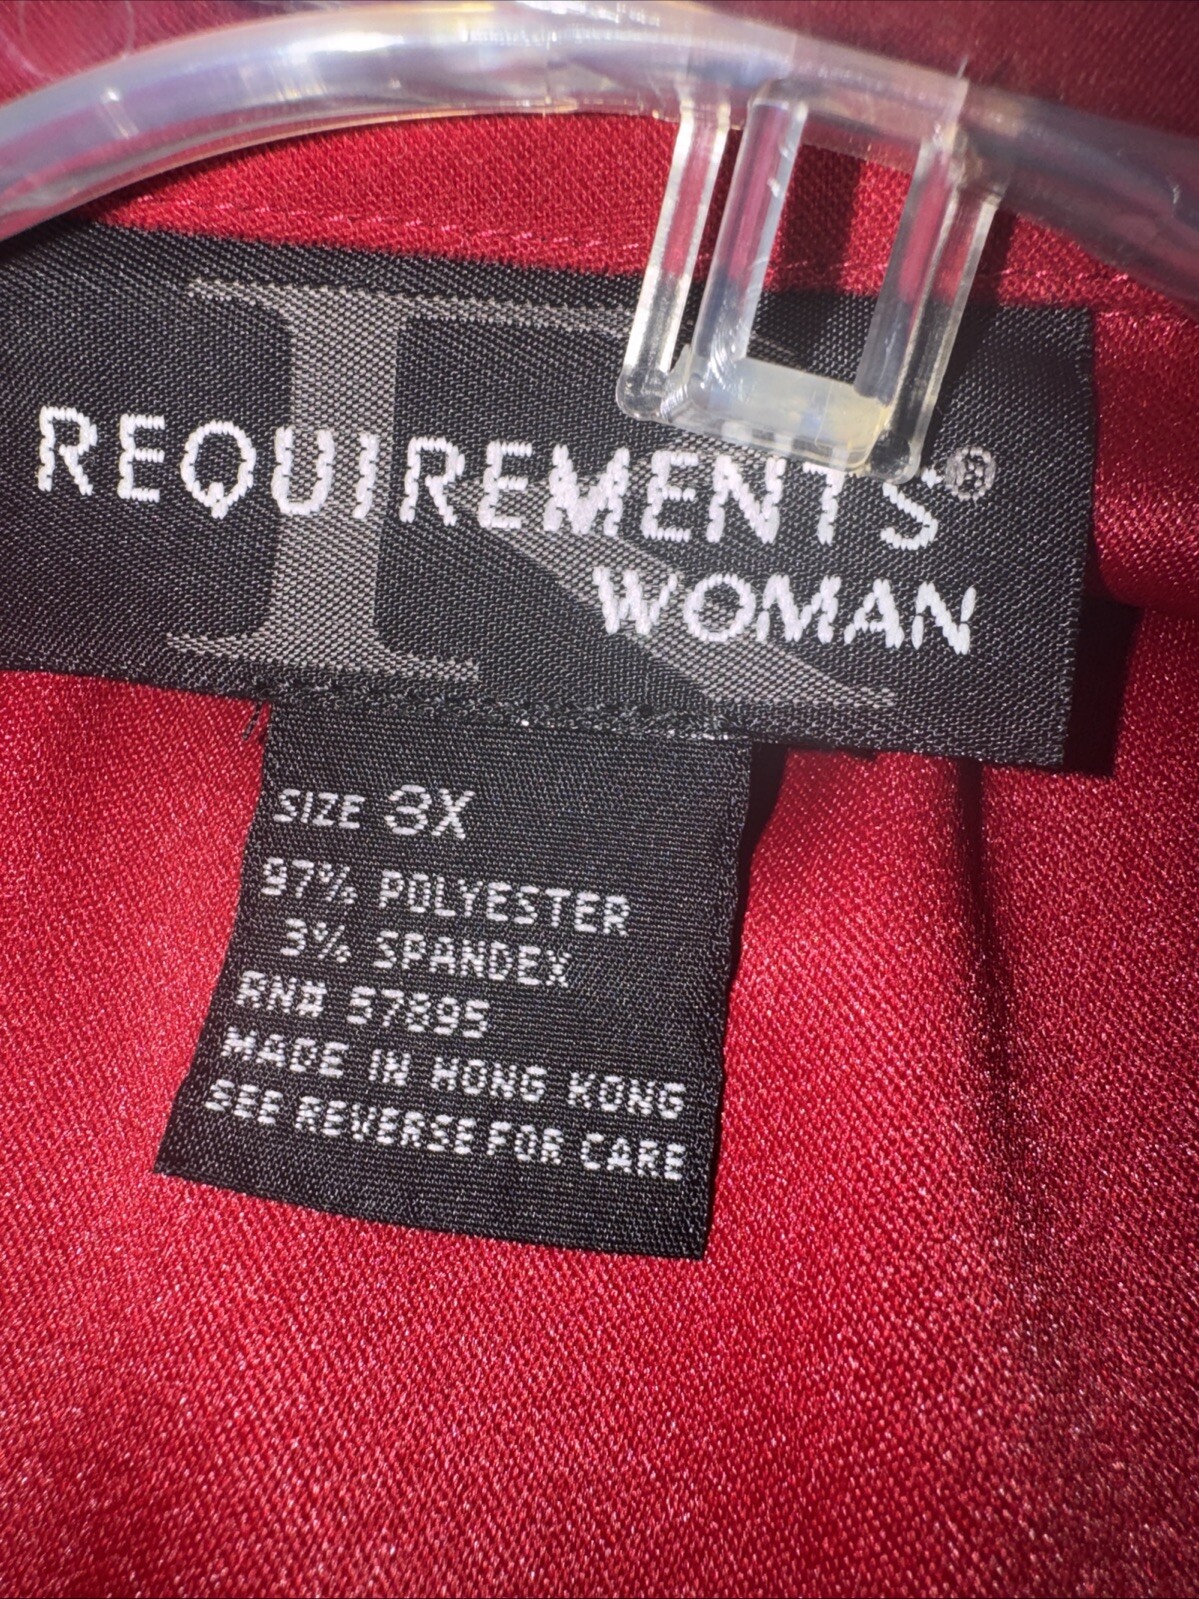 REQUIREMENTS®
WOMAN
SIZE 3X
97% POLYESTER
3% SPANDEX
RN# 57895
MADE IN HONG KONG
SEE REVERSE FOR CARE